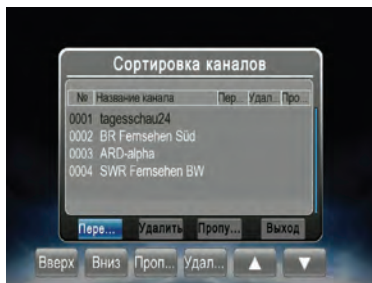 Сортировка каналов
№ Название канала Пер... Удал... Про...
0001 tagesschau24
0002 BR Fernsehen Süd
0003 ARD-alpha
0004 SWR Fernsehen BW
Пере... Удалить Пропу... Выход
Вверх Вниз Проп... Удал... ▲ ▼